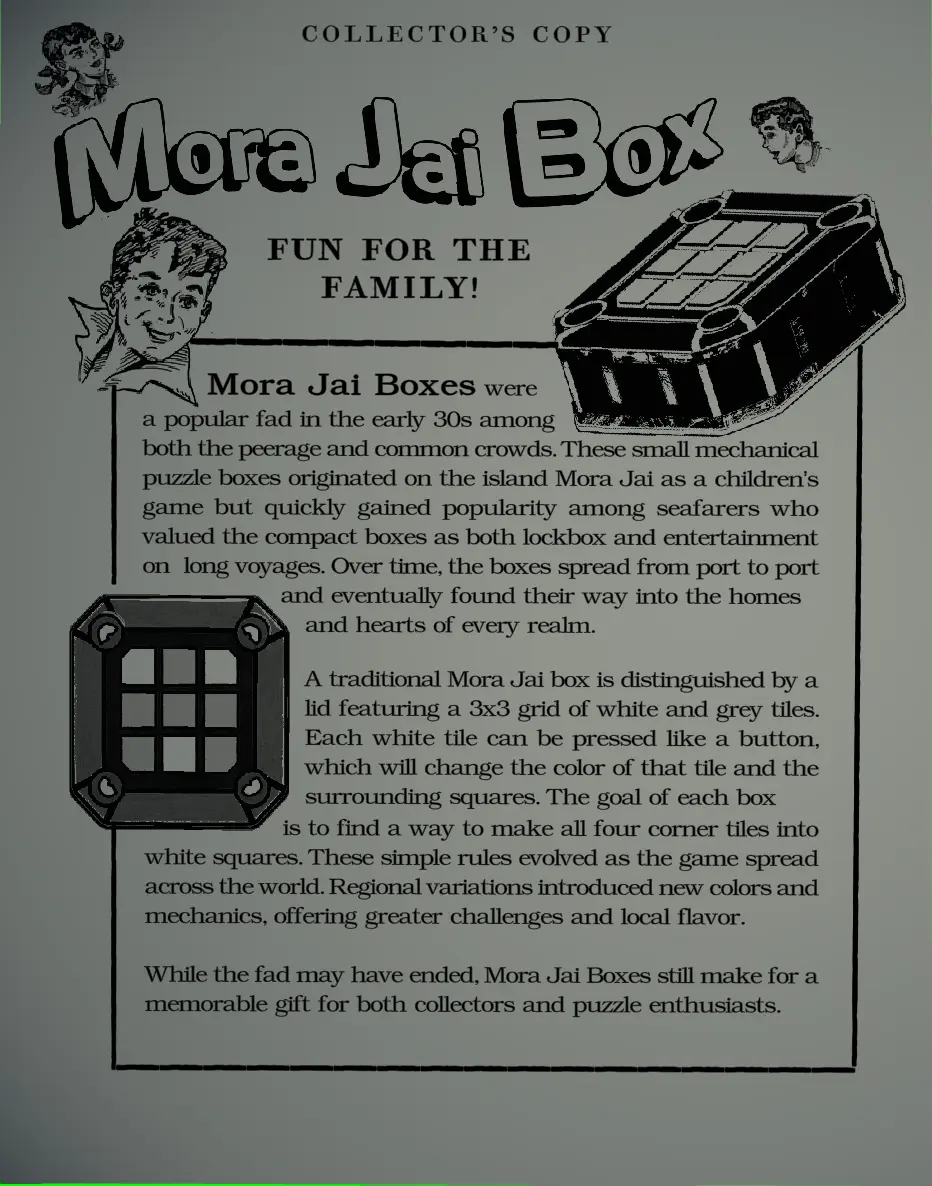 COLLECTOR'S COPY
Mora Jai Box
FUN FOR THE
FAMILY!
Mora Jai Boxes were
a popular fad in the early 30s among
both the peerage and common crowds. These small mechanical
puzzle boxes originated on the island Mora Jai as a children's
game but quickly gained popularity among seafarers who
valued the compact boxes as both lockbox and entertainment
on long voyages. Over time, the boxes spread from port to port
and eventually found their way into the homes
and hearts of every realm.
A traditional Mora Jai box is distinguished by a
lid featuring a 3x3 grid of white and grey tiles.
Each white tile can be pressed like a button,
which will change the color of that tile and the
surrounding squares. The goal of each box
is to find a way to make all four corner tiles into
white squares. These simple rules evolved as the game spread
across the world. Regional variations introduced new colors and
mechanics, offering greater challenges and local flavor.
While the fad may have ended, Mora Jai Boxes still make for a
memorable gift for both collectors and puzzle enthusiasts.